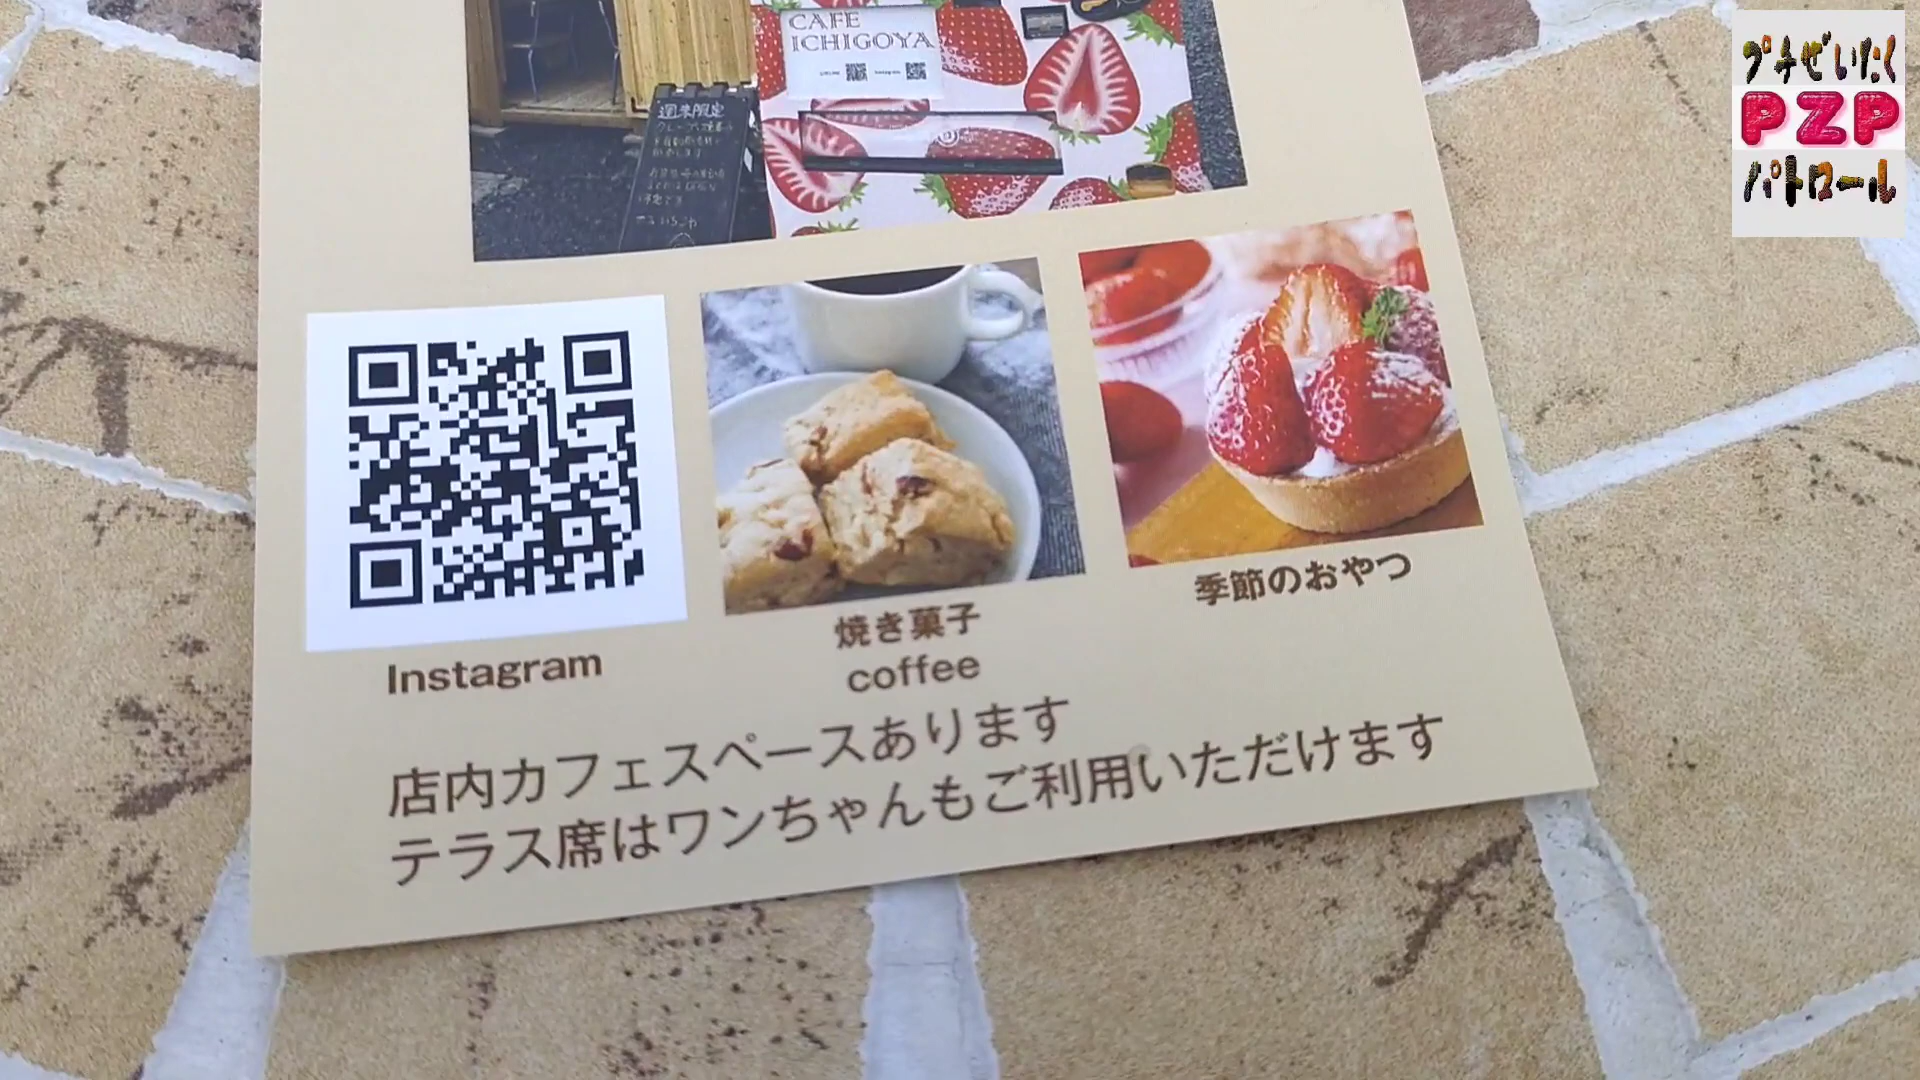 CAFE
ICHIGOYA
Instagram
週末限定
プチぜいたく
PZP
パトロール
Instagram
焼き菓子
coffee
季節のおやつ
店内カフェスペースあります
テラス席はワンちゃんもご利用いただけます